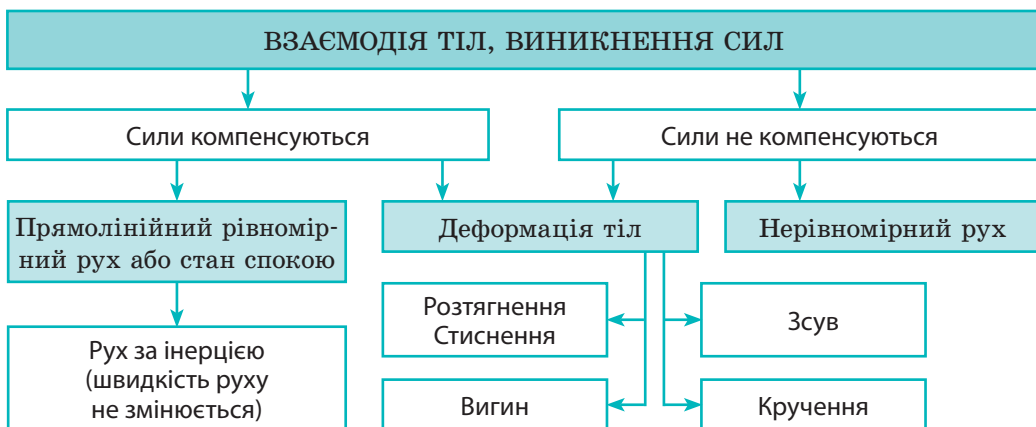 ВЗАЄМОДІЯ ТІЛ, ВИНИКНЕННЯ СИЛ
Сили компенсуються
Сили не компенсуються
Прямолінійний рівномір-
ний рух або стан спокою
Деформація тіл
Нерівномірний рух
Розтягнення
Стиснення
Зсув
Рух за інерцією
(швидкість руху
не змінюється)
Вигин
Кручення